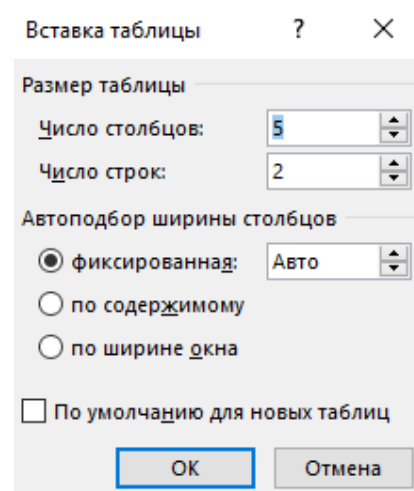 Вставка таблицы ?
Размер таблицы
Число столбцов: 5
Число строк: 2
Автоподбор ширины столбцов
фиксированная: Авто
по содержимому
по ширине окна
По умолчанию для новых таблиц
ОК Отмена